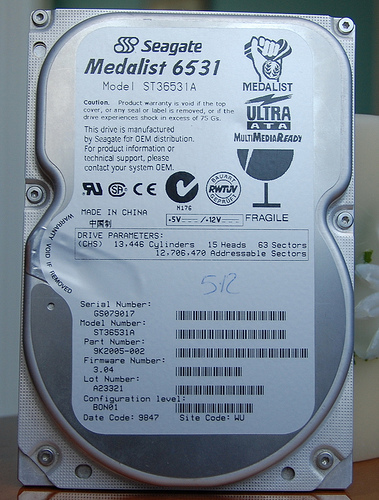 Seagate
Medalist 6531
Model ST36531A
MEDALIST
Caution. Product warranty is void if the top
cover, or any seal or label is removed, or if the
drive experiences shock in excess of 75 Gs.
ULTRA
ATA
MULTIMEDIAREADY
This drive is manufactured
by Seagate for OEM distribution.
For product information or
technical support, please
contact your system OEM.
BAUART
RWTUV
GEPRUFT
CE
N176
MADE IN CHINA
中国制
+5V +12V
FRAGILE
WARRANTY VOID IF REMOVED
DRIVE PARAMETERS:
(CHS) 13.446 Cylinders 15 Heads 63 Sectors
12.706.470 Addressable Sectors
512
Serial Number:
GS079017
Model Number:
ST36531A
Part Number:
9K2005-002
Firmware:
3.04
Lot Number:
A23321
Configuration level:
BON01
Date Code: 9847 Site Code: WU